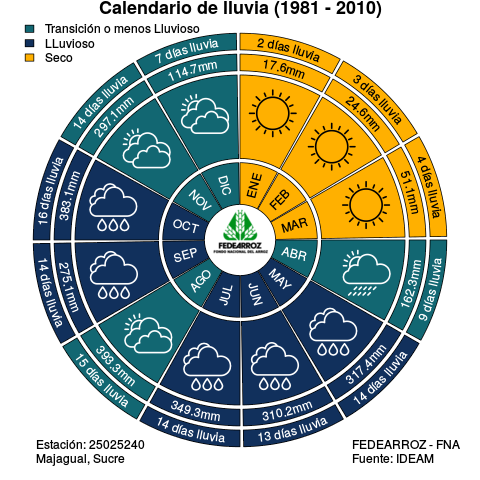 Calendario de lluvia (1981 - 2010)
Transición o menos Lluvioso
LLuvioso
Seco
2 días lluvia
17.6mm
ENE
3 días lluvia
24.6mm
FEB
4 días lluvia
51.1mm
MAR
9 días lluvia
162.3mm
ABR
14 días lluvia
317.4mm
MAY
13 días lluvia
310.2mm
JUN
14 días lluvia
349.3mm
JUL
15 días lluvia
393.3mm
AGO
14 días lluvia
275.1mm
SEP
16 días lluvia
383.1mm
OCT
14 días lluvia
297.1mm
NOV
7 días lluvia
114.7mm
DIC
FEDEARROZ
FONDO NACIONAL DEL ARROZ
Estación: 25025240
Majagual, Sucre
FEDEARROZ - FNA
Fuente: IDEAM